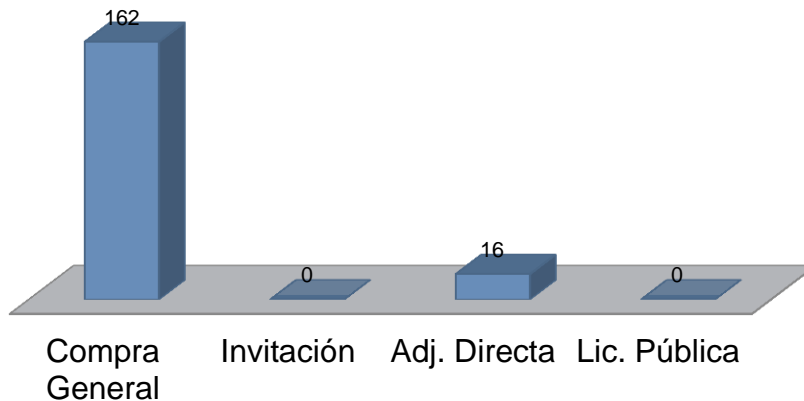 162
0
16
0
Compra General
Invitación
Adj. Directa
Lic. Pública